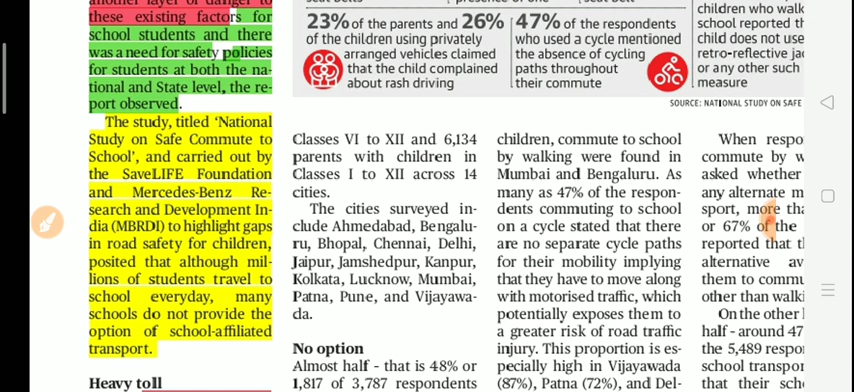 these existing factors for
school students and there
was a need for safety policies
for students at both the na-
tional and State level, the re-
port observed.
The study, titled ‘National
Study on Safe Commute to
School’, and carried out by
the SaveLIFE Foundation
and Mercedes-Benz Re-
search and Development In-
dia (MBRDI) to highlight gaps
in road safety for children,
posited that although mil-
lions of students travel to
school everyday, many
schools do not provide the
option of school-affiliated
transport.
Heavy toll
23% of the parents and 26%
of the children using privately
arranged vehicles claimed
that the child complained
about rash driving
47% of the respondents
who used a cycle mentioned
the absence of cycling
paths throughout
their commute
children who walk
school reported th
child does not use
retro-reflective jac
or any other such
measure
SOURCE: NATIONAL STUDY ON SAFE
Classes VI to XII and 6,134
parents with children in
Classes I to XII across 14
cities.
The cities surveyed in-
clude Ahmedabad, Bengalu-
ru, Bhopal, Chennai, Delhi,
Jaipur, Jamshedpur, Kanpur,
Kolkata, Lucknow, Mumbai,
Patna, Pune, and Vijayawa-
da.
No option
Almost half - that is 48% or
1,817 of 3,787 respondents
children, commute to school
by walking were found in
Mumbai and Bengaluru. As
many as 47% of the respon-
dents commuting to school
on a cycle stated that there
are no separate cycle paths
for their mobility implying
that they have to move along
with motorised traffic, which
potentially exposes them to
a greater risk of road traffic
injury. This proportion is es-
pecially high in Vijayawada
(87%), Patna (72%), and Del-
When respo
commute by w
asked whether
any alternate m
sport, more tha
or 67% of the
reported that t
alternative av
them to commu
other than walki
On the other
half - around 47
the 5,489 respo
school transpor
that their scho